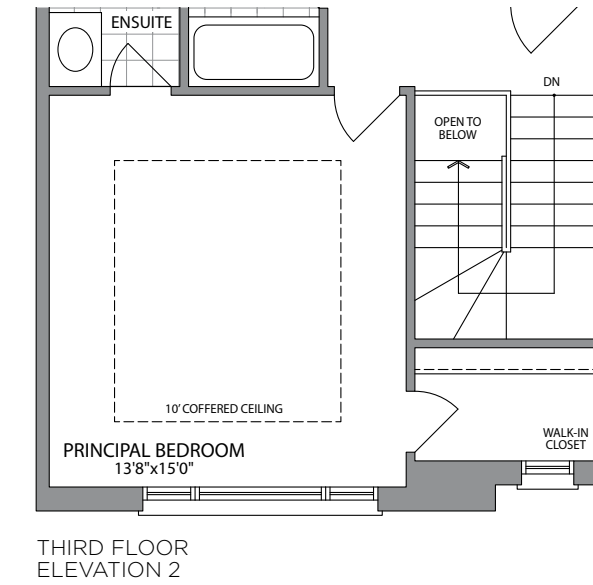 ENSUITE
DN
OPEN TO
BELOW
10' COFFERED CEILING
PRINCIPAL BEDROOM
13'8"x15'0"
WALK-IN
CLOSET
THIRD FLOOR
ELEVATION 2